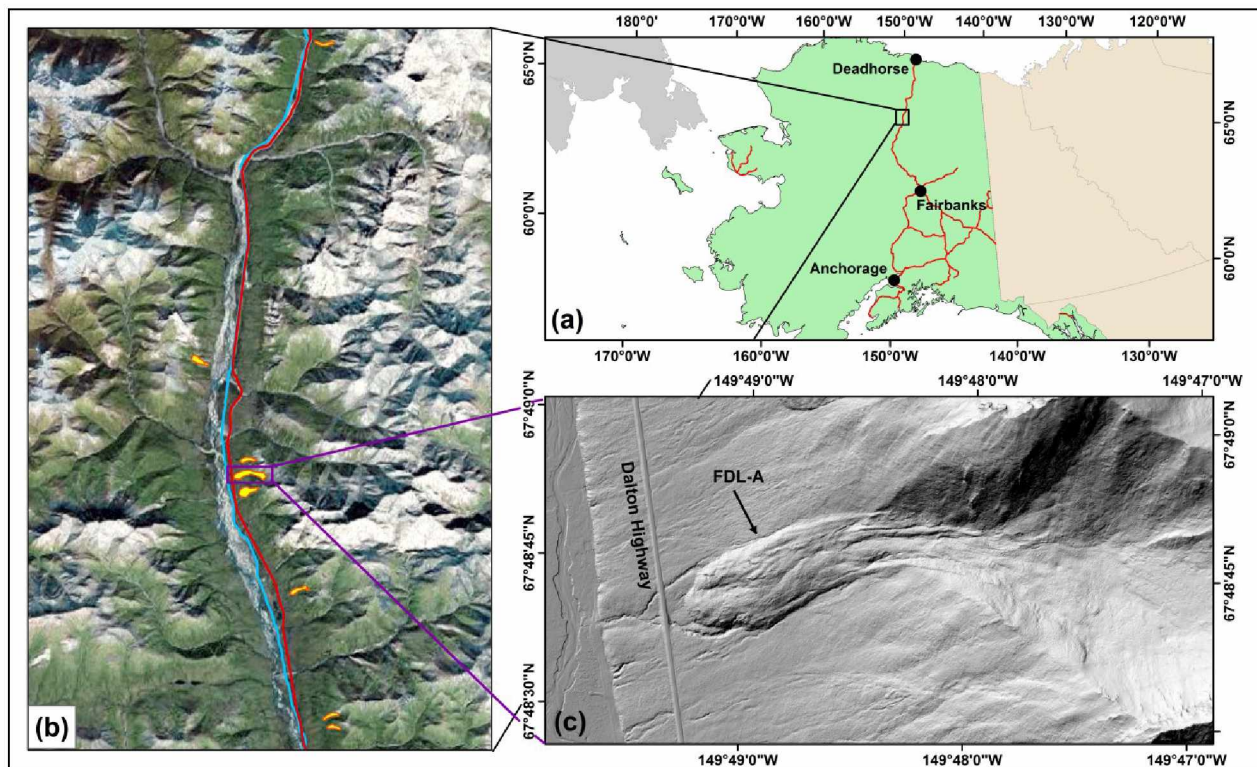 180°0' 170°0'W 160°0'W 150°0'W 140°0'W 130°0'W 120°0'W
65°0'N
Deadhorse
65°0'N
Fairbanks
60°0'N
60°0'N
Anchorage
(a)
170°0'W 160°0'W 150°0'W 140°0'W 130°0'W
149°49'0"W 149°48'0"W 149°47'0"W
67°49'0"N
67°49'0"N
FDL-A
Dalton Highway
67°48'45"N
67°48'45"N
67°48'30"N
67°48'30"N
(b)
(c)
149°49'0"W 149°48'0"W 149°47'0"W